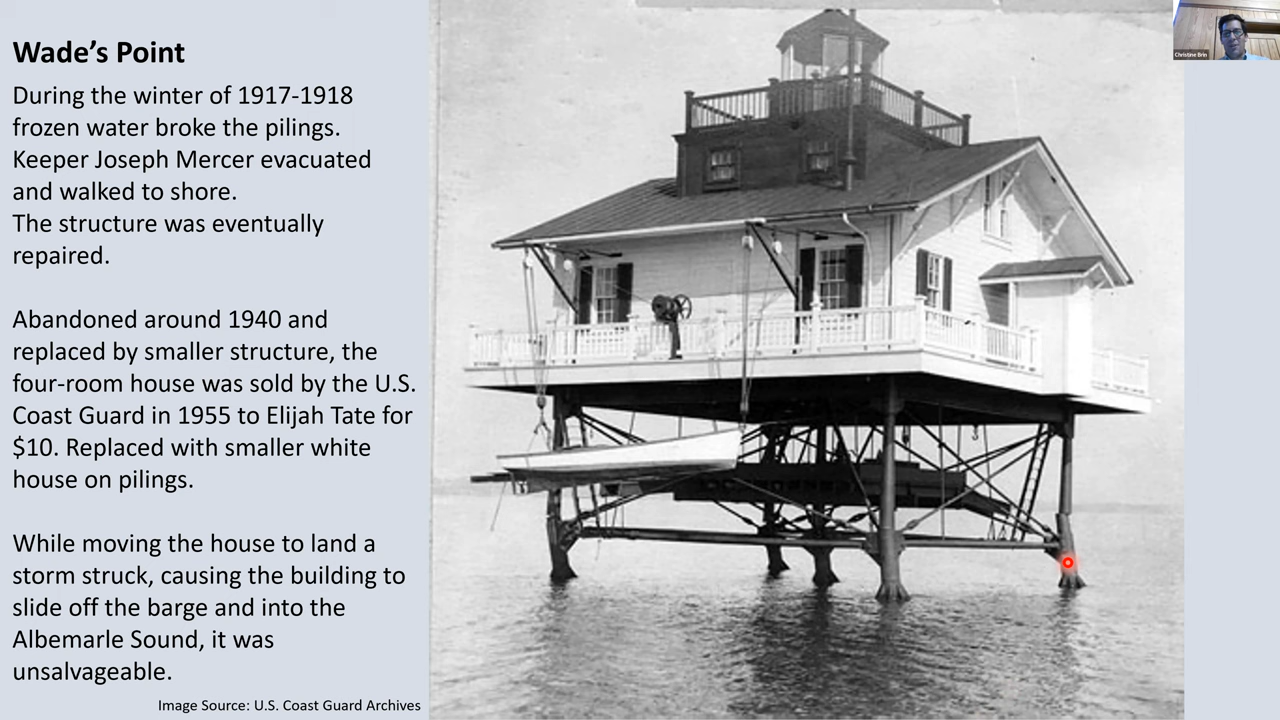 Wade's Point
During the winter of 1917-1918
frozen water broke the pilings.
Keeper Joseph Mercer evacuated
and walked to shore.
The structure was eventually
repaired.
Abandoned around 1940 and
replaced by smaller structure, the
four-room house was sold by the U.S.
Coast Guard in 1955 to Elijah Tate for
$10. Replaced with smaller white
house on pilings.
While moving the house to land a
storm struck, causing the building to
slide off the barge and into the
Albemarle Sound, it was
unsalvageable.
Image Source: U.S. Coast Guard Archives
Christine Brin